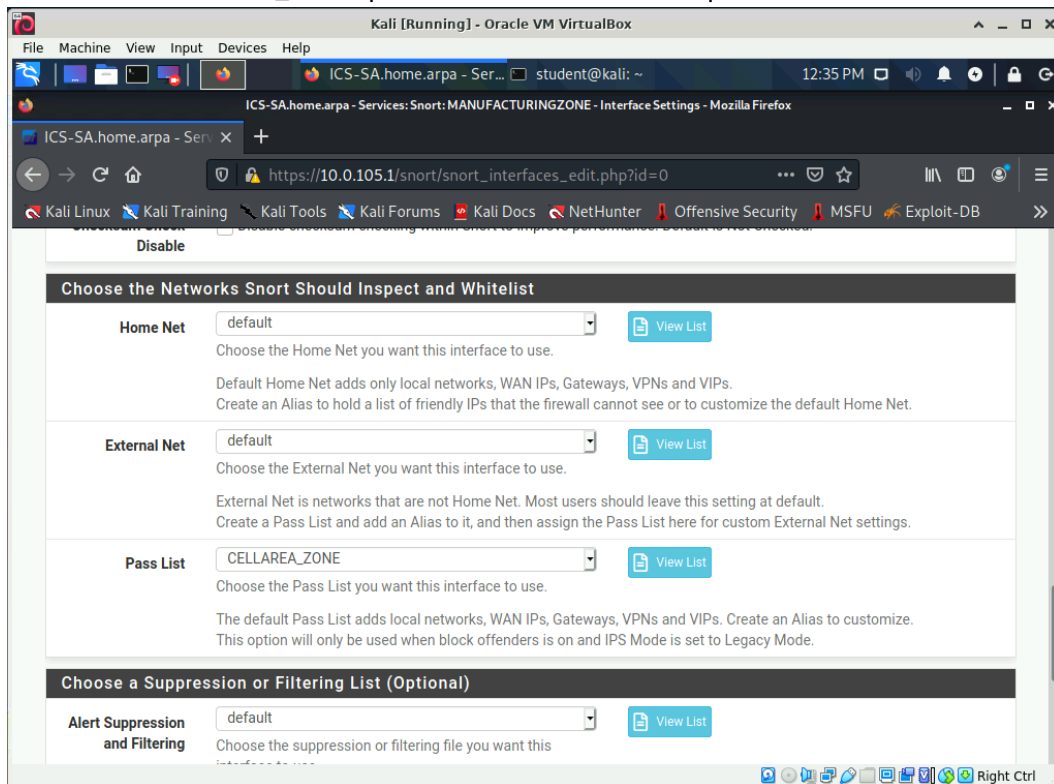 Kali [Running] - Oracle VM VirtualBox
File Machine View Input Devices Help
ICS-SA.home.arpa - Ser... student@kali: ~ 12:35 PM
ICS-SA.home.arpa - Services: Snort: MANUFACTURINGZONE - Interface Settings - Mozilla Firefox
ICS-SA.home.arpa - Serv
https://10.0.105.1/snort/snort_interfaces_edit.php?id=0
Kali Linux Kali Training Kali Tools Kali Forums Kali Docs NetHunter Offensive Security MSFU Exploit-DB
Disable checksum checking within Snort to improve performance. Default is Not Checked.
Disable
Choose the Networks Snort Should Inspect and Whitelist
Home Net default View List
Choose the Home Net you want this interface to use.
Default Home Net adds only local networks, WAN IPs, Gateways, VPNs and VIPs.
Create an Alias to hold a list of friendly IPs that the firewall cannot see or to customize the default Home Net.
External Net default View List
Choose the External Net you want this interface to use.
External Net is networks that are not Home Net. Most users should leave this setting at default.
Create a Pass List and add an Alias to it, and then assign the Pass List here for custom External Net settings.
Pass List CELLAREA_ZONE View List
Choose the Pass List you want this interface to use.
The default Pass List adds local networks, WAN IPs, Gateways, VPNs and VIPs. Create an Alias to customize.
This option will only be used when block offenders is on and IPS Mode is set to Legacy Mode.
Choose a Suppression or Filtering List (Optional)
Alert Suppression default View List
and Filtering Choose the suppression or filtering file you want this
Right Ctrl